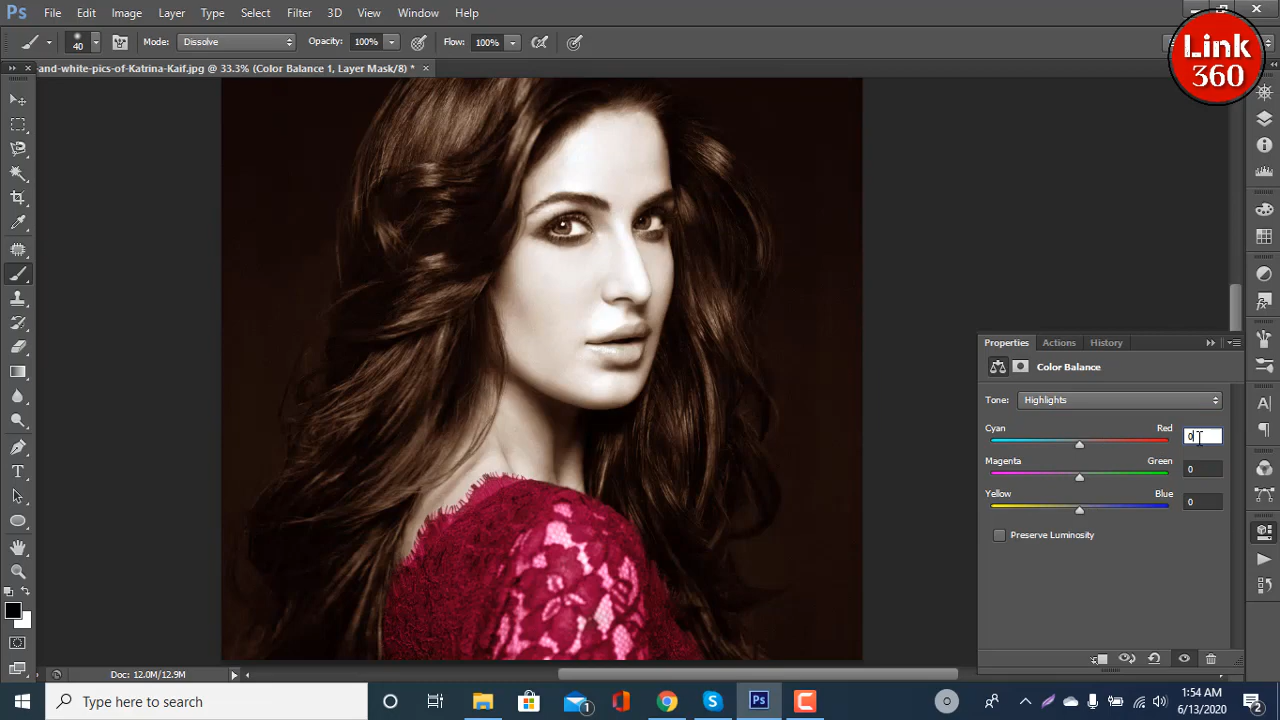 Ps File Edit Image Layer Type Select Filter 3D View Window Help
40 Mode: Dissolve Opacity: 100% Flow: 100%
Link
360
-and-white-pics-of-Katrina-Kaif.jpg @ 33.3% (Color Balance 1, Layer Mask/8) * ×
Properties Actions History
Color Balance
Tone: Highlights
Cyan Red 0
Magenta Green 0
Yellow Blue 0
Preserve Luminosity
Doc: 12.0M/12.9M
Type here to search
1
S
Ps
C
1:54 AM
6/13/2020
2